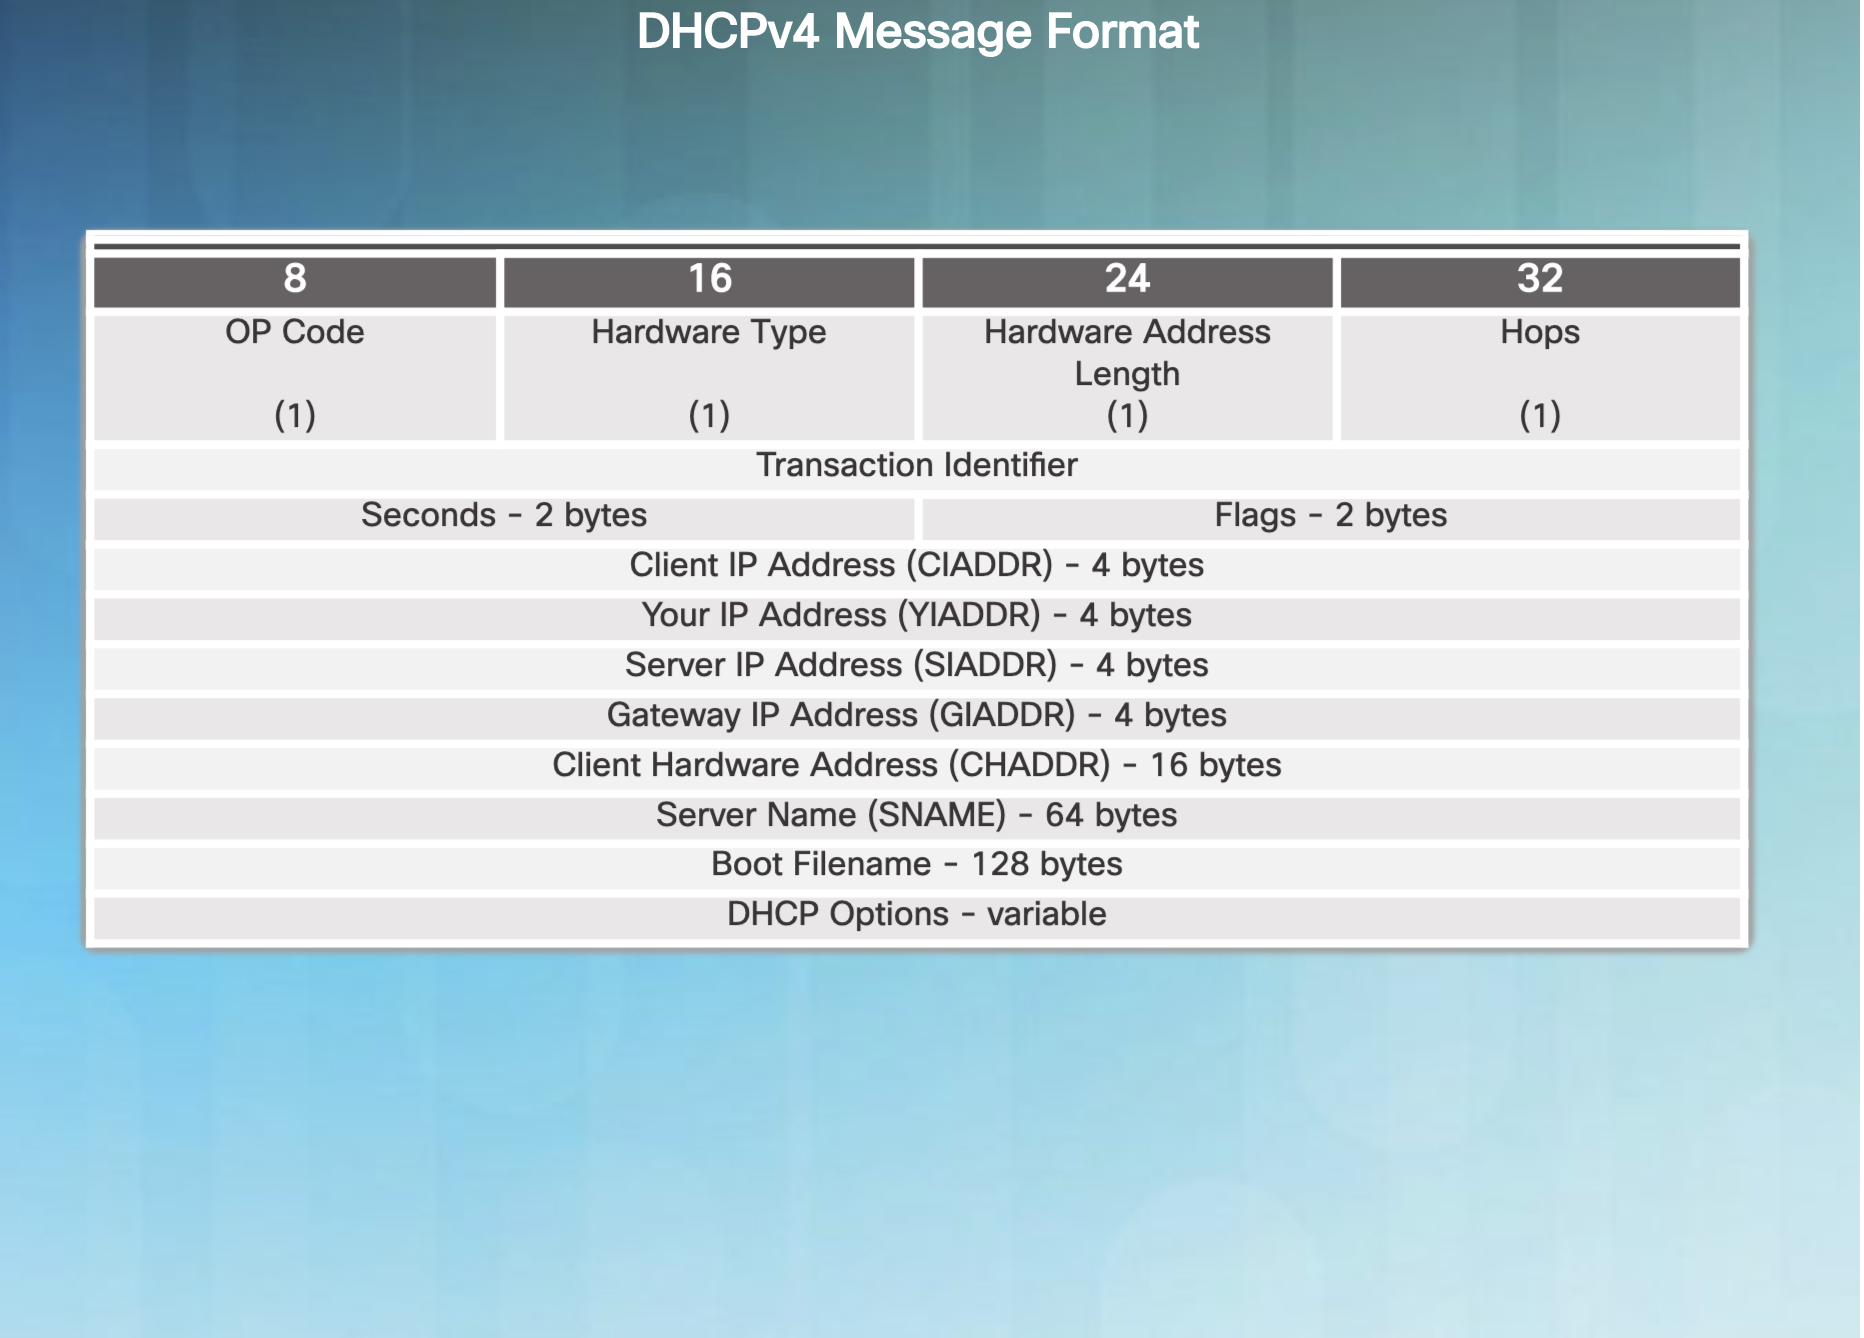 DHCPv4 Message Format
8 16 24 32
OP Code Hardware Type Hardware Address Hops
Length
(1) (1) (1) (1)
Transaction Identifier
Seconds - 2 bytes Flags - 2 bytes
Client IP Address (CIADDR) - 4 bytes
Your IP Address (YIADDR) - 4 bytes
Server IP Address (SIADDR) - 4 bytes
Gateway IP Address (GIADDR) - 4 bytes
Client Hardware Address (CHADDR) - 16 bytes
Server Name (SNAME) - 64 bytes
Boot Filename - 128 bytes
DHCP Options - variable